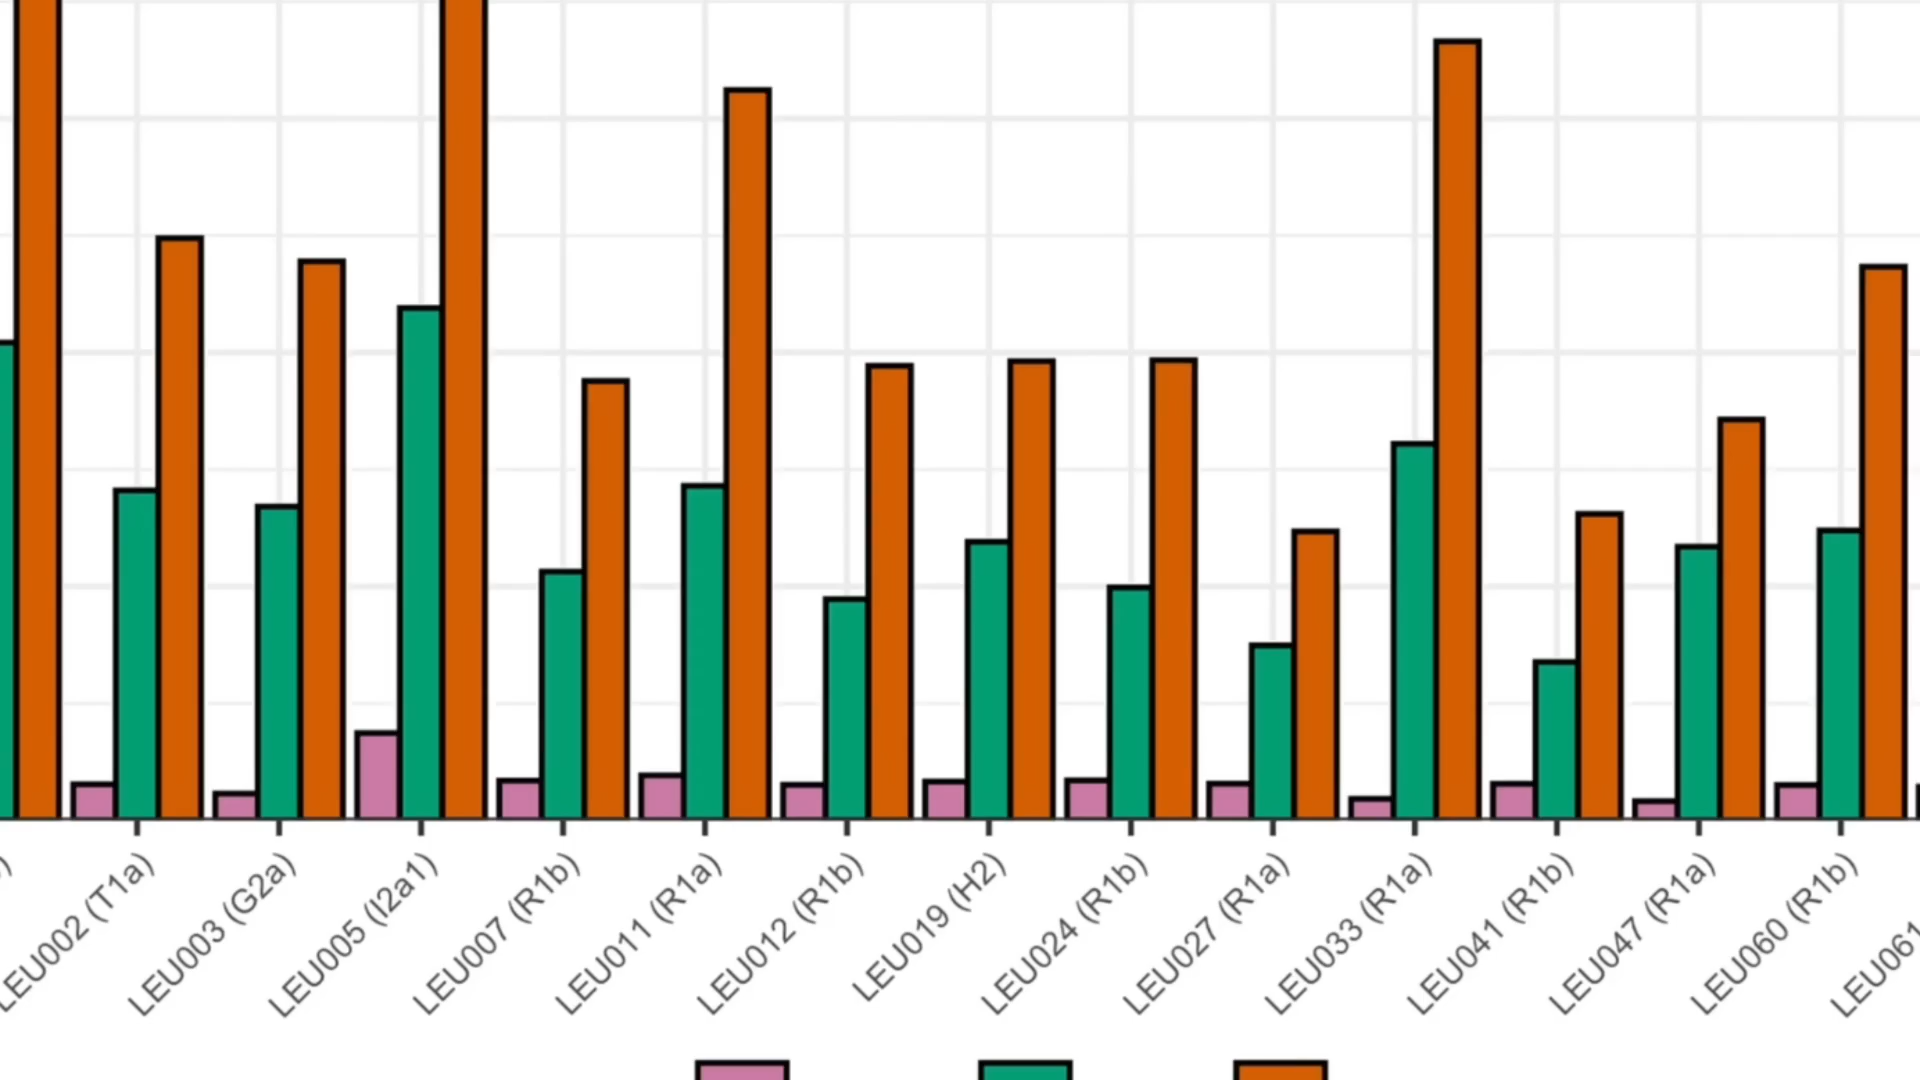 LEU002 (T1a)
LEU003 (G2a)
LEU005 (I2a1)
LEU007 (R1b)
LEU011 (R1a)
LEU012 (R1b)
LEU019 (H2)
LEU024 (R1b)
LEU027 (R1a)
LEU033 (R1a)
LEU041 (R1b)
LEU047 (R1a)
LEU060 (R1b)
LEU061